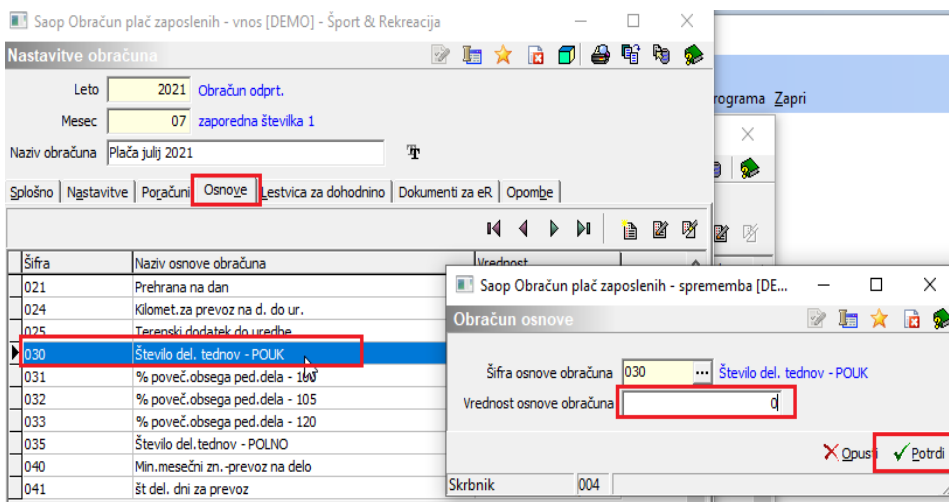 Saop Obračun plač zaposlenih - vnos [DEMO] - Šport & Rekreacija
Nastavitve obračuna
Leto 2021 Obračun odprt.
Mesec 07 zaporedna številka 1
Naziv obračuna Plača julij 2021
Splošno Nastavitve Poračuni Osnove Lestvica za dohodnino Dokumenti za eR Opombe
rograma Zapri
Šifra Naziv osnove obračuna Vrednost
021 Prehrana na dan
024 Kilomet.za prevoz na d. do ur.
025 Terenski dodatek do uredbe
030 Število del. tednov - POUK
031 % poveč.obsega ped.dela - 100
032 % poveč.obsega ped.dela - 105
033 % poveč.obsega ped.dela - 120
035 Število del.tednov - POLNO
040 Min.mesečni zn.-prevoz na delo
041 št del. dni za prevoz
Saop Obračun plač zaposlenih - sprememba [DE...
Obračun osnove
Šifra osnove obračuna 030 ... Število del. tednov - POUK
Vrednost osnove obračuna 0
Opusti Potrdi
Skrbnik 004